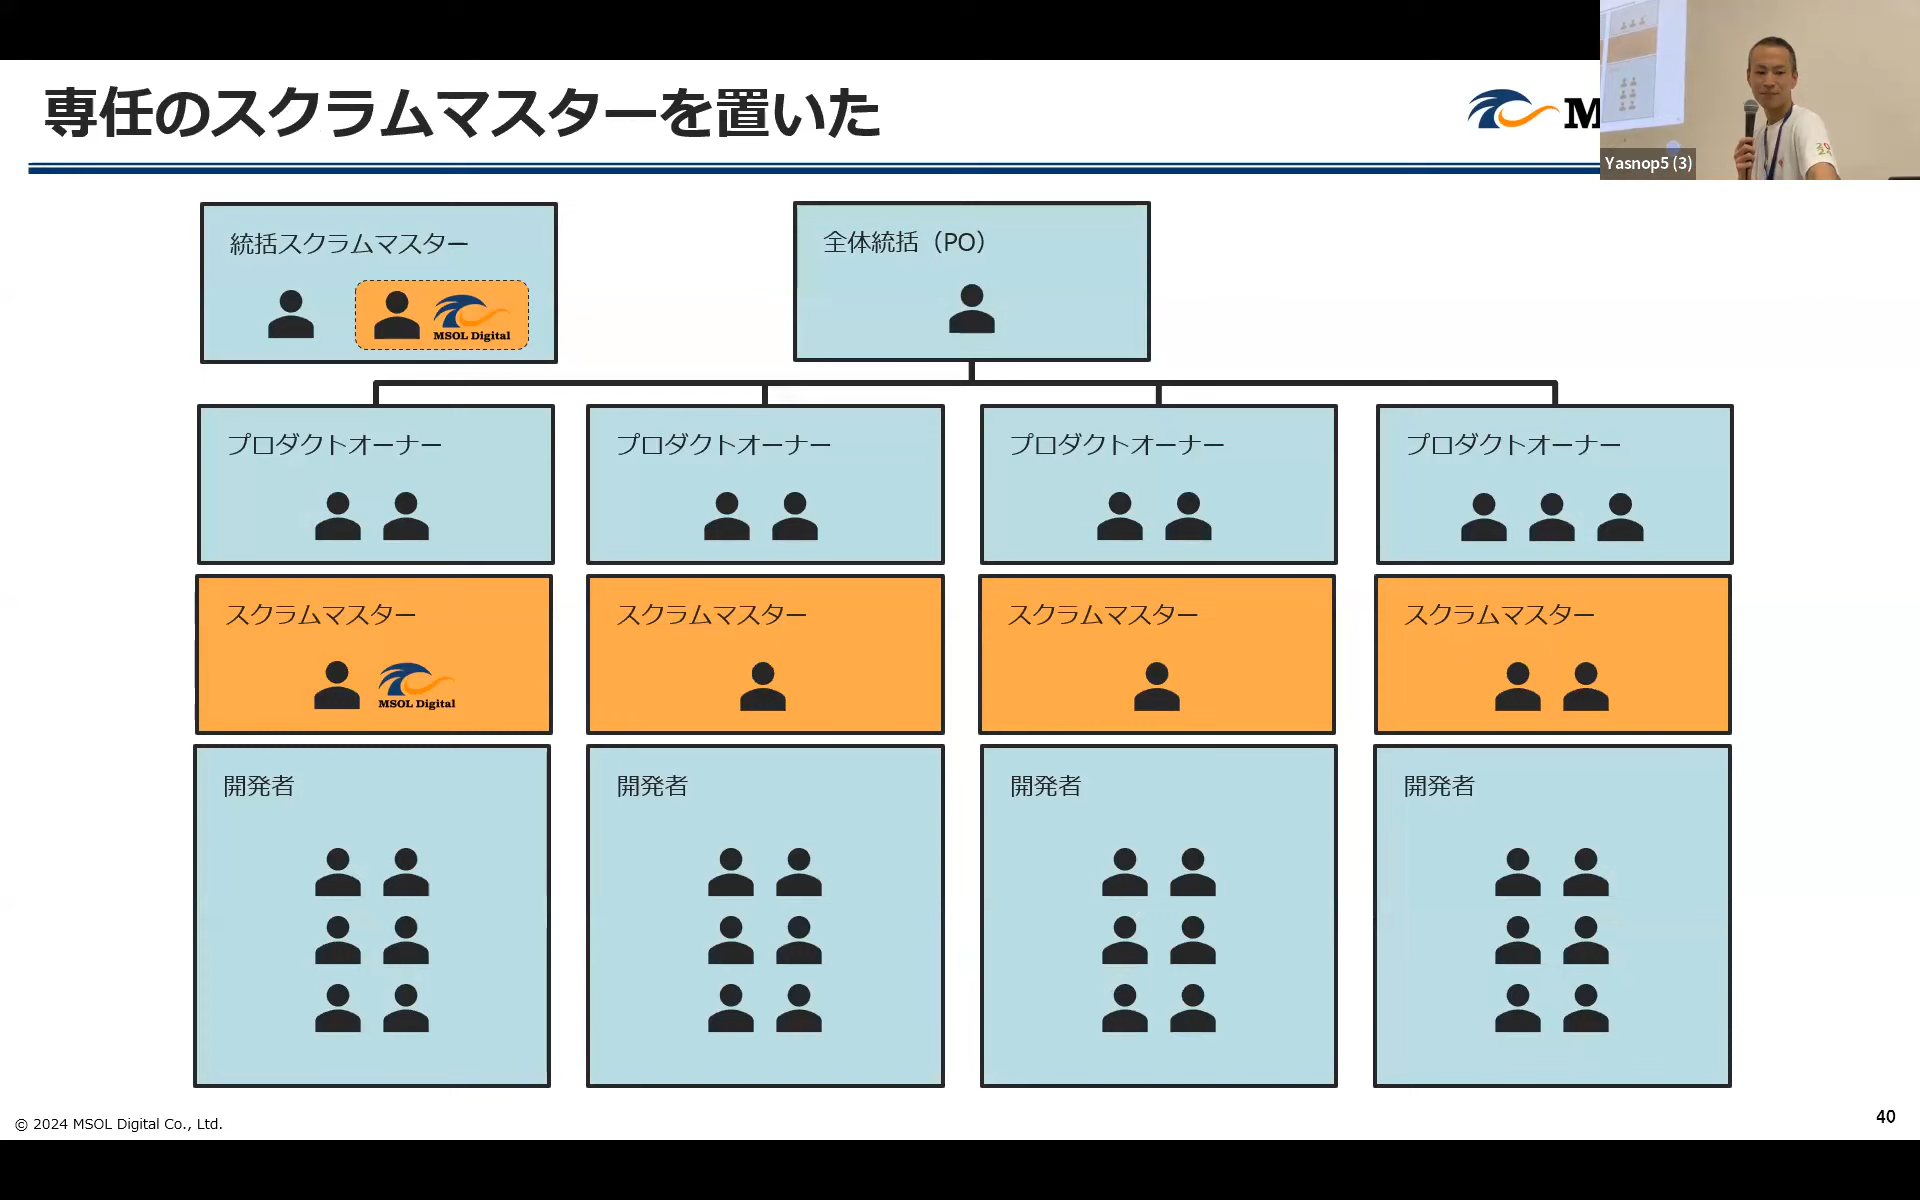 専任のスクラムマスターを置いた
M
Yasnop5 (3)
統括スクラムマスター
MSOL Digital
全体統括（PO）
プロダクトオーナー
プロダクトオーナー
プロダクトオーナー
プロダクトオーナー
スクラムマスター
MSOL Digital
スクラムマスター
スクラムマスター
スクラムマスター
開発者
開発者
開発者
開発者
© 2024 MSOL Digital Co., Ltd.
40